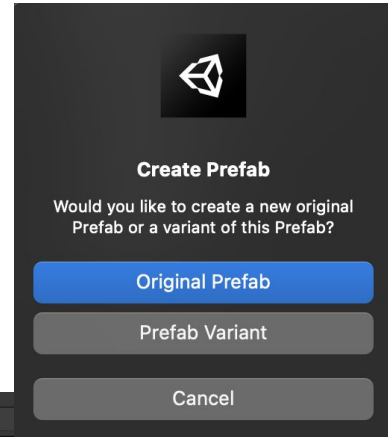 Create Prefab
Would you like to create a new original
Prefab or a variant of this Prefab?
Original Prefab
Prefab Variant
Cancel